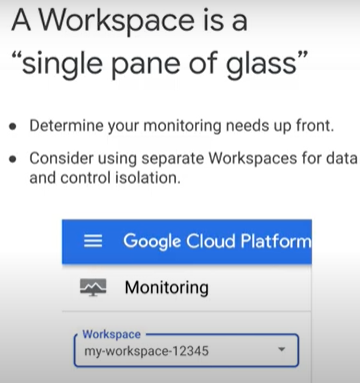 A Workspace is a
“single pane of glass”
● Determine your monitoring needs up front.
● Consider using separate Workspaces for data
and control isolation.
Google Cloud Platform
Monitoring
Workspace
my-workspace-12345